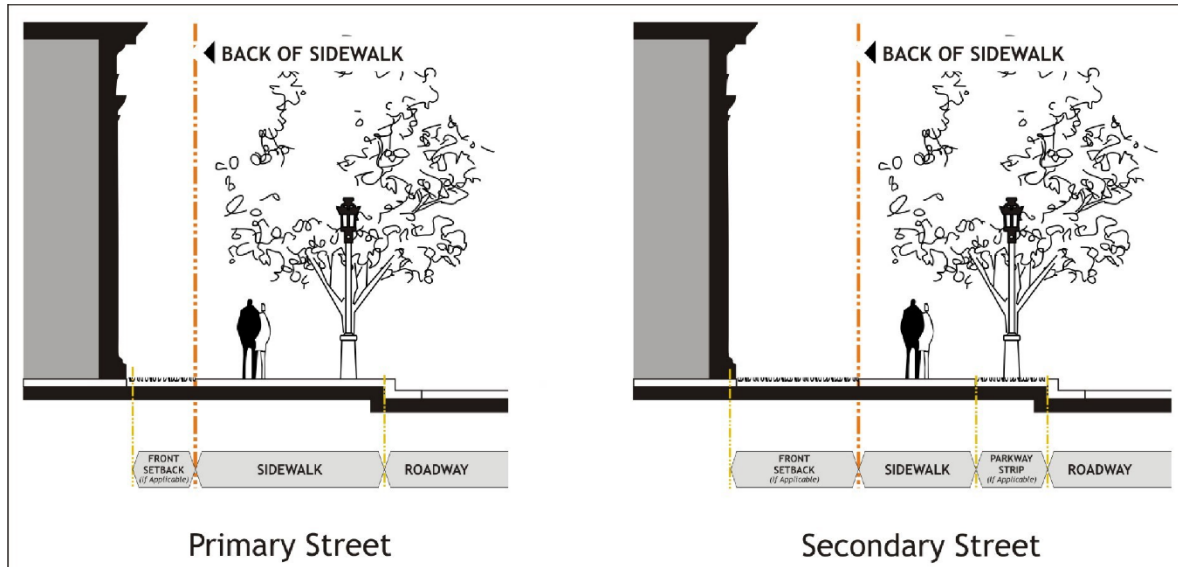 BACK OF SIDEWALK
FRONT
SETBACK
(If Applicable)
SIDEWALK
ROADWAY
Primary Street
BACK OF SIDEWALK
FRONT
SETBACK
(If Applicable)
SIDEWALK
PARKWAY
STRIP
(If Applicable)
ROADWAY
Secondary Street